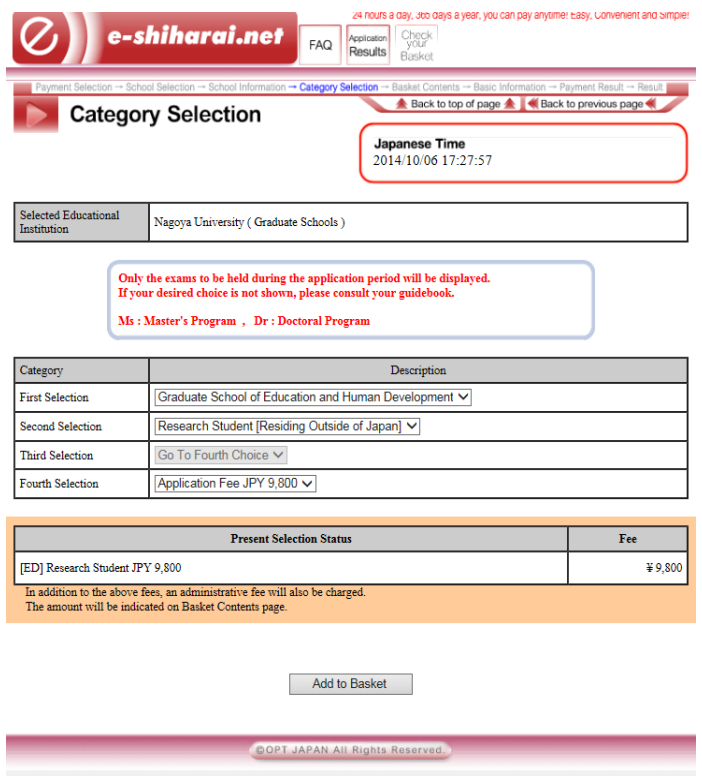 24 hours a day, 365 days a year, you can pay anytime! Easy, Convenient and Simple!
e-shiharai.net
FAQ
Application
Results
Check
your
Basket
Payment Selection → School Selection → School Information → Category Selection → Basket Contents → Basic Information → Payment Result → Result
Back to top of page
Back to previous page
Category Selection
Japanese Time
2014/10/06 17:27:57
Selected Educational
Institution
Nagoya University ( Graduate Schools )
Only the exams to be held during the application period will be displayed.
If your desired choice is not shown, please consult your guidebook.
Ms : Master's Program , Dr : Doctoral Program
Category
Description
First Selection
Graduate School of Education and Human Development
Second Selection
Research Student [Residing Outside of Japan]
Third Selection
Go To Fourth Choice
Fourth Selection
Application Fee JPY 9,800
Present Selection Status
Fee
[ED] Research Student JPY 9,800
¥ 9,800
In addition to the above fees, an administrative fee will also be charged.
The amount will be indicated on Basket Contents page.
Add to Basket
©OPT JAPAN All Rights Reserved.